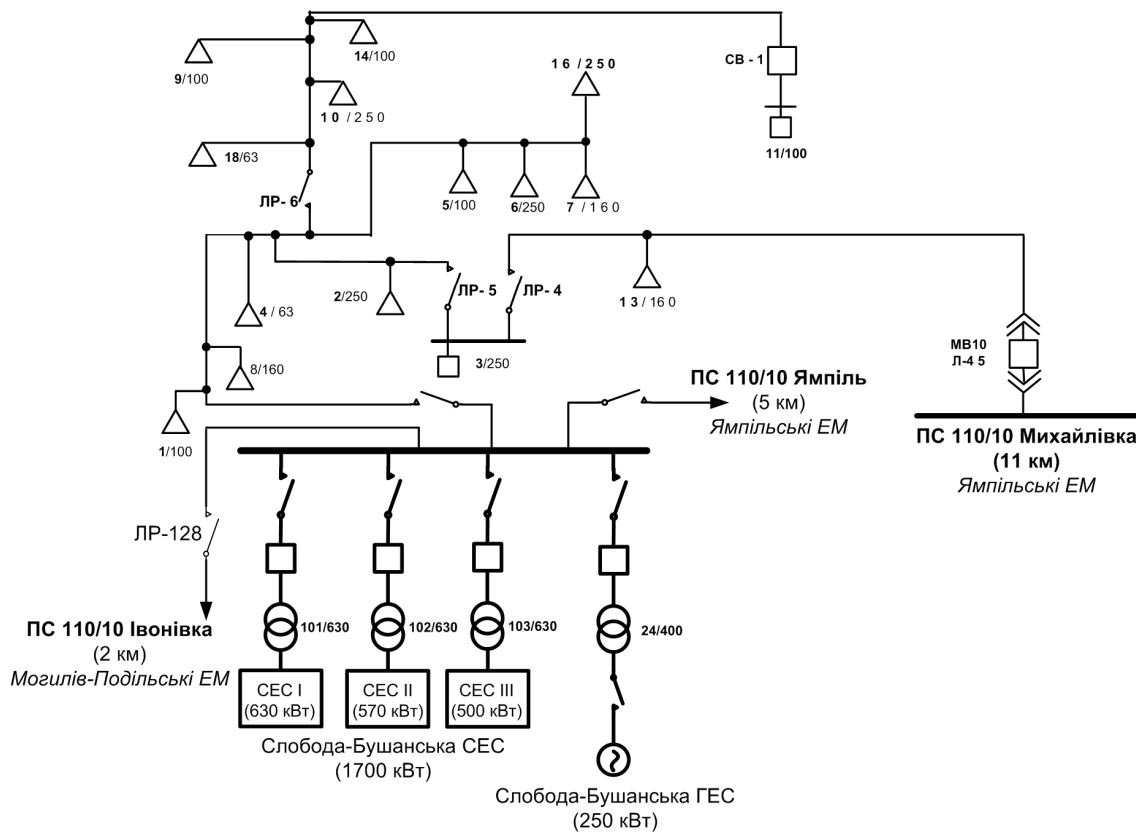 14/100
9/100
1 0 / 2 5 0
18/63
ЛР- 6
1 6 / 2 5 0
СВ - 1
11/100
5/100
6/250
7 / 1 6 0
4 / 63
2/250
ЛР- 5
ЛР- 4
1 3 / 16 0
3/250
8/160
1/100
МВ10
Л-4 5
ПС 110/10 Ямпіль
(5 км)
Ямпільські ЕМ
ПС 110/10 Михайлівка
(11 км)
Ямпільські ЕМ
ЛР-128
ПС 110/10 Івонівка
(2 км)
Могилів-Подільські ЕМ
101/630
102/630
103/630
24/400
СЕС I
(630 кВт)
СЕС II
(570 кВт)
СЕС III
(500 кВт)
Слобода-Бушанська СЕС
(1700 кВт)
Слобода-Бушанська ГЕС
(250 кВт)